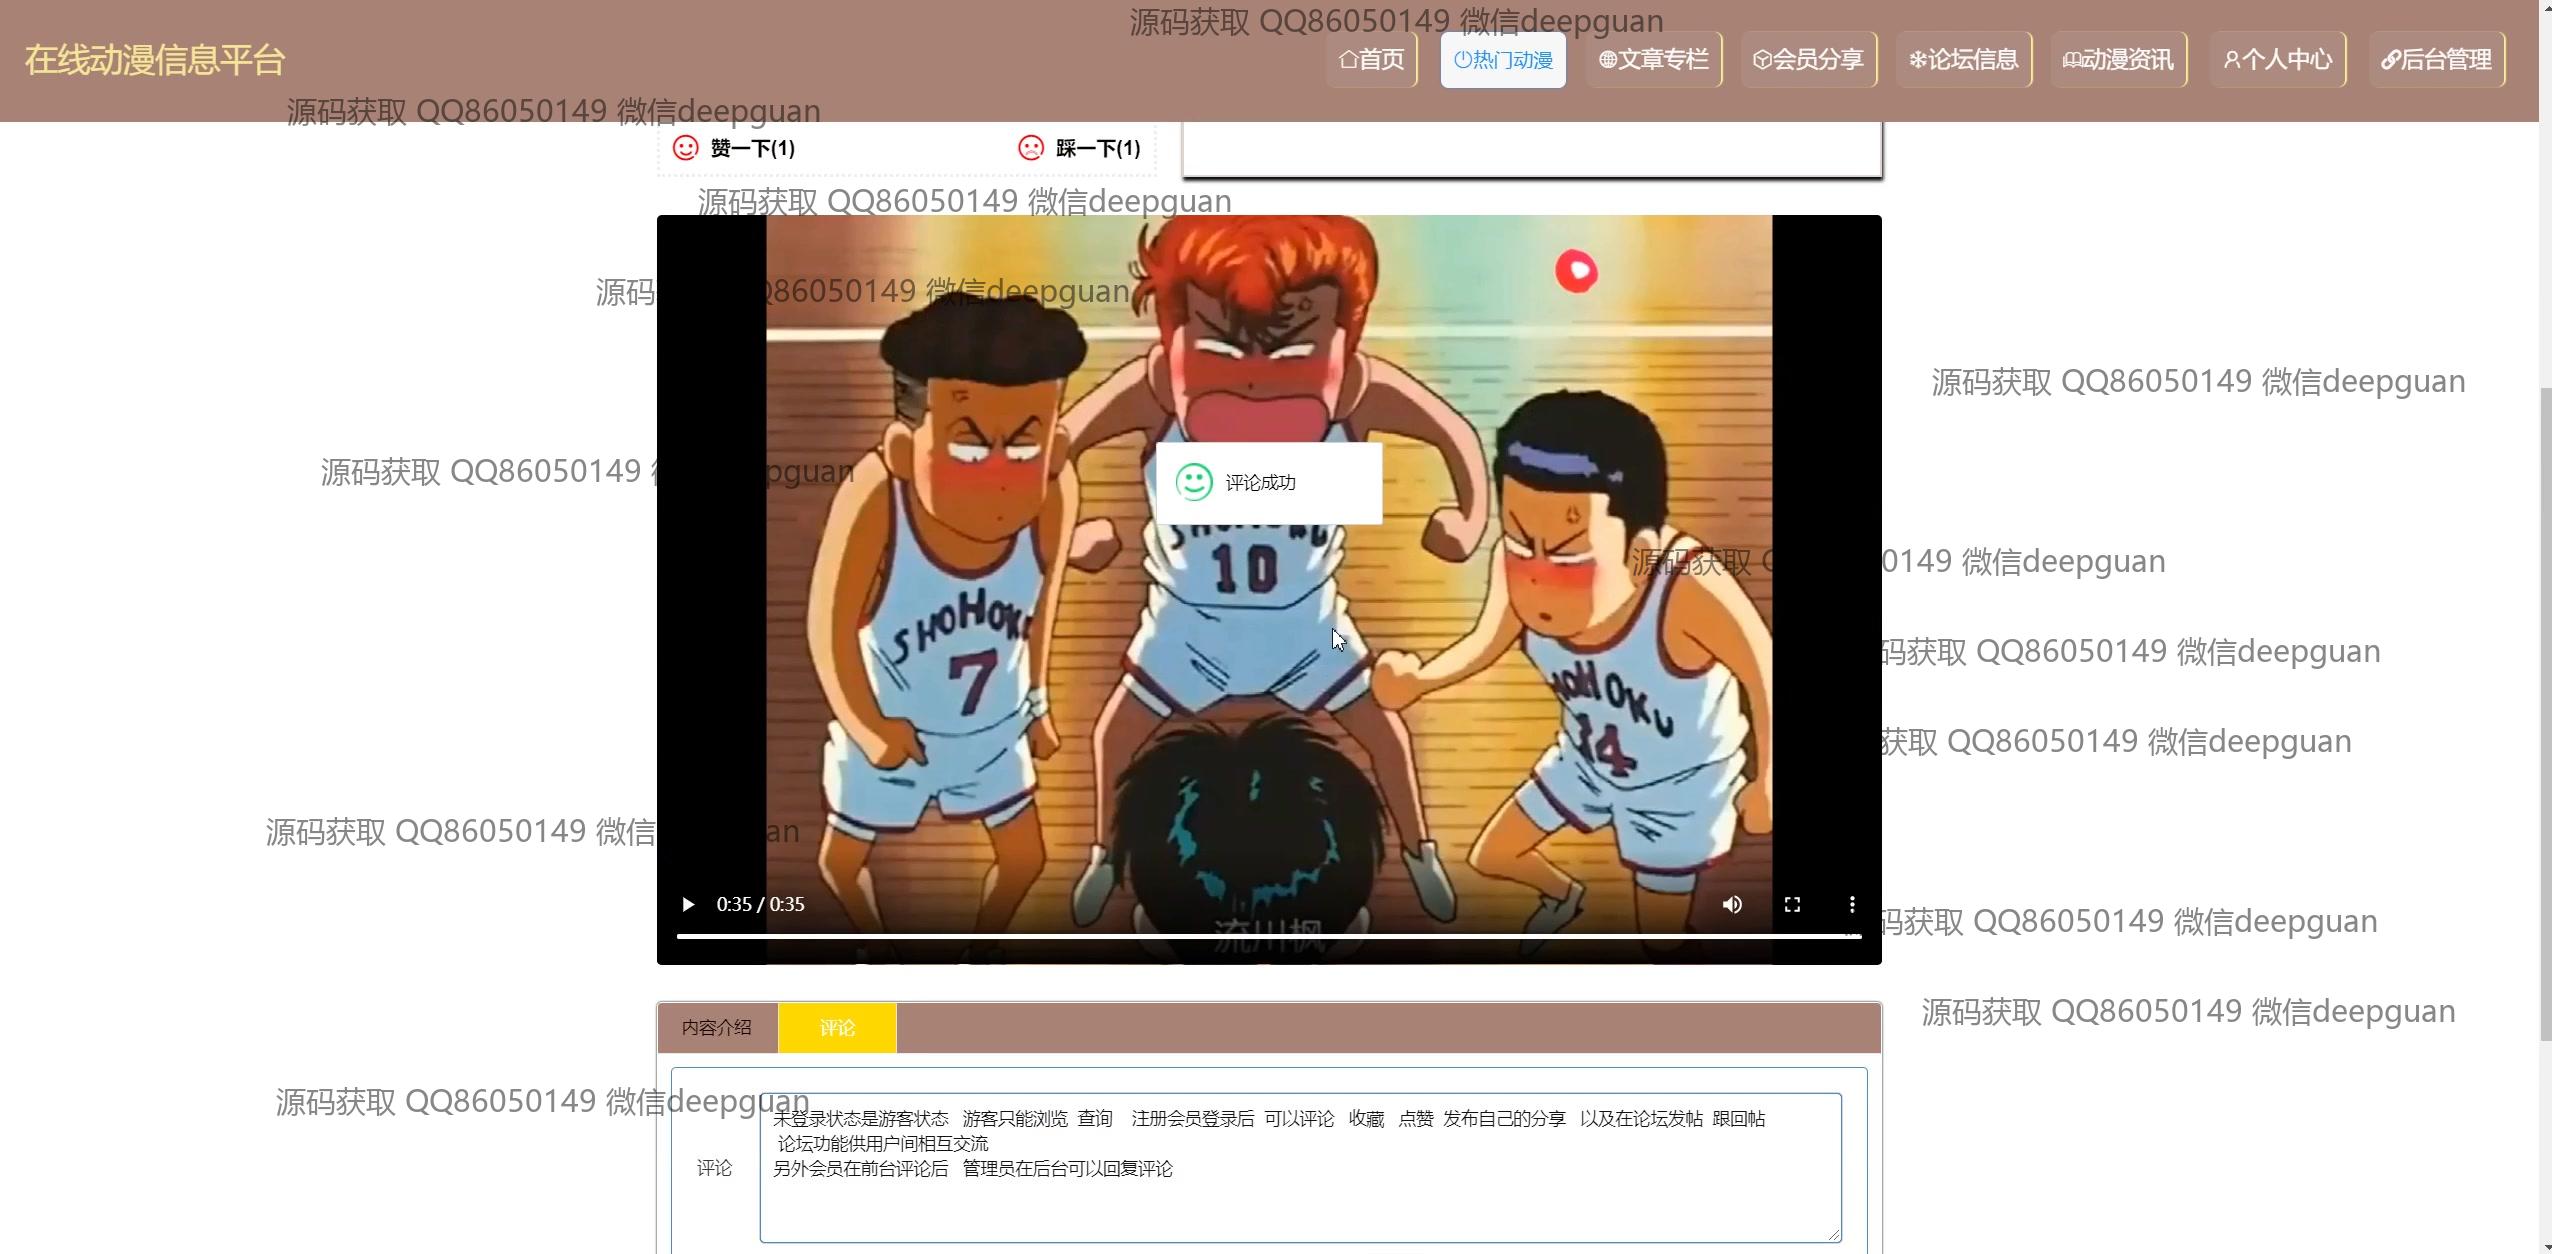 源码获取 QQ86050149 微信deepguan
在线动漫信息平台
首页
热门动漫
文章专栏
会员分享
论坛信息
动漫资讯
个人中心
后台管理
源码获取 QQ86050149 微信deepguan
赞一下(1)
踩一下(1)
源码获取 QQ86050149 微信deepguan
源码 Q86050149 微信deepguan
源码获取 QQ86050149 微信deepguan
源码获取 QQ86050149 pguan
评论成功
SHOHOKU
10
源码获取 0149 微信deepguan
SHOHOKU
7
码获取 QQ86050149 微信deepguan
SHOHOKU
14
获取 QQ86050149 微信deepguan
源码获取 QQ86050149 微信 an
0:35 / 0:35
流川枫
码获取 QQ86050149 微信deepguan
源码获取 QQ86050149 微信deepguan
内容介绍
评论
源码获取 QQ86050149 微信deepguan
评论
未登录状态是游客状态 游客只能浏览 查询 注册会员登录后 可以评论 收藏 点赞 发布自己的分享 以及在论坛发帖 跟回帖
论坛功能供用户间相互交流
另外会员在前台评论后 管理员在后台可以回复评论